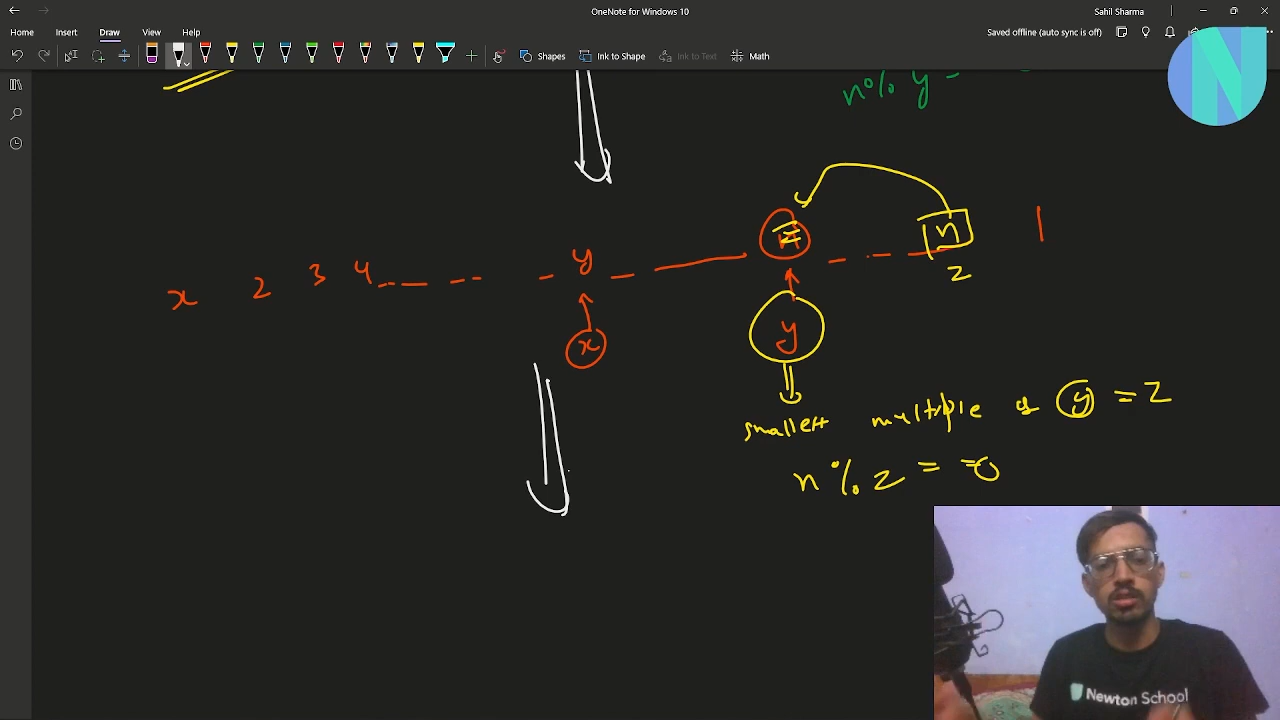 OneNote for Windows 10
Sahil Sharma
Home Insert Draw View Help
Saved offline (auto sync is off)
Shapes Ink to Shape Ink to Text Math
n% y =
n
x 2 3 4 y z
z
x y
smallest multiple of y = z
n % z = =0
Newton School